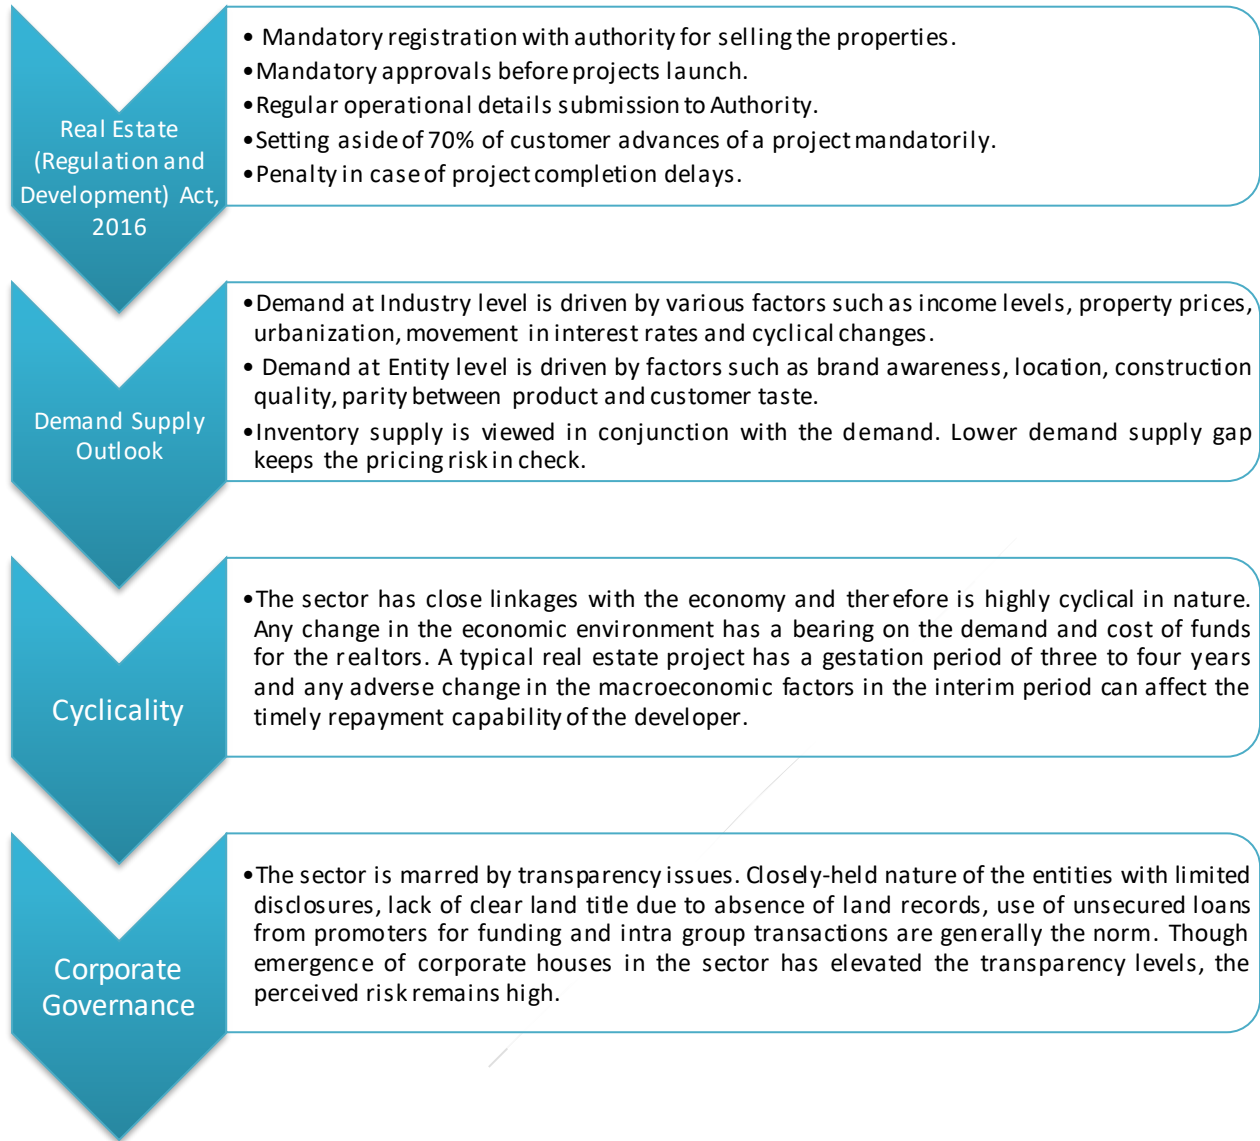 Real Estate
(Regulation and
Development) Act,
2016
• Mandatory registration with authority for selling the properties.
•Mandatory approvals before projects launch.
•Regular operational details submission to Authority.
•Setting aside of 70% of customer advances of a project mandatorily.
•Penalty in case of project completion delays.
Demand Supply
Outlook
•Demand at Industry level is driven by various factors such as income levels, property prices,
urbanization, movement in interest rates and cyclical changes.
• Demand at Entity level is driven by factors such as brand awareness, location, construction
quality, parity between product and customer taste.
•Inventory supply is viewed in conjunction with the demand. Lower demand supply gap
keeps the pricing risk in check.
Cyclicality
•The sector has close linkages with the economy and therefore is highly cyclical in nature.
Any change in the economic environment has a bearing on the demand and cost of funds
for the realtors. A typical real estate project has a gestation period of three to four years
and any adverse change in the macroeconomic factors in the interim period can affect the
timely repayment capability of the developer.
Corporate
Governance
•The sector is marred by transparency issues. Closely-held nature of the entities with limited
disclosures, lack of clear land title due to absence of land records, use of unsecured loans
from promoters for funding and intra group transactions are generally the norm. Though
emergence of corporate houses in the sector has elevated the transparency levels, the
perceived risk remains high.